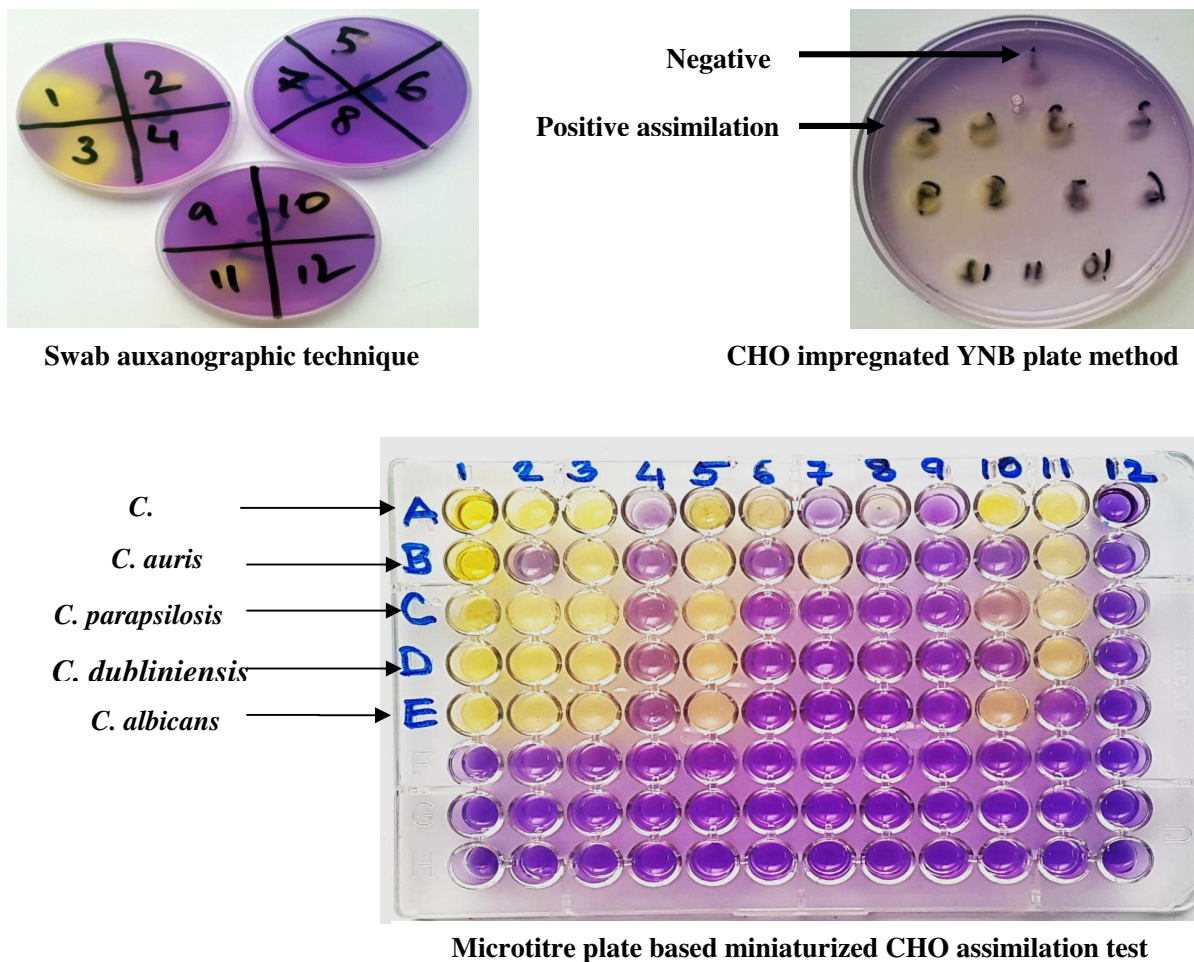 1 2
3 4
5
7 6
8
9 10
11 12
Negative
Positive assimilation
Swab auxanographic technique
CHO impregnated YNB plate method
1 2 3 4 5 6 7 8 9 10 11 12
C. A
C. auris B
C. parapsilosis C
C. dubliniensis D
C. albicans E
F
G
H
Microtitre plate based miniaturized CHO assimilation test